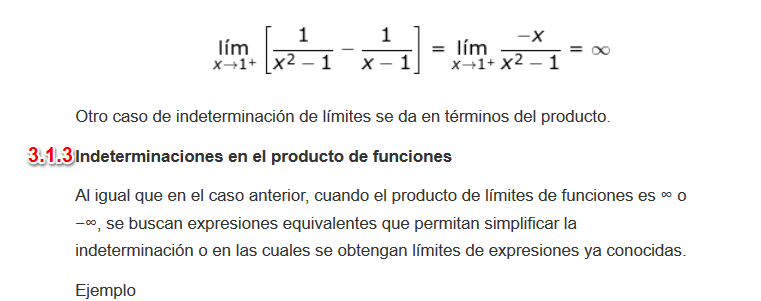 lím x→1+ [1/(x² − 1) − 1/(x − 1)] = lím x→1+ −x/(x² − 1) = ∞
Otro caso de indeterminación de límites se da en términos del producto.
3.1.3 Indeterminaciones en el producto de funciones
Al igual que en el caso anterior, cuando el producto de límites de funciones es ∞ o
−∞, se buscan expresiones equivalentes que permitan simplificar la
indeterminación o en las cuales se obtengan límites de expresiones ya conocidas.
Ejemplo